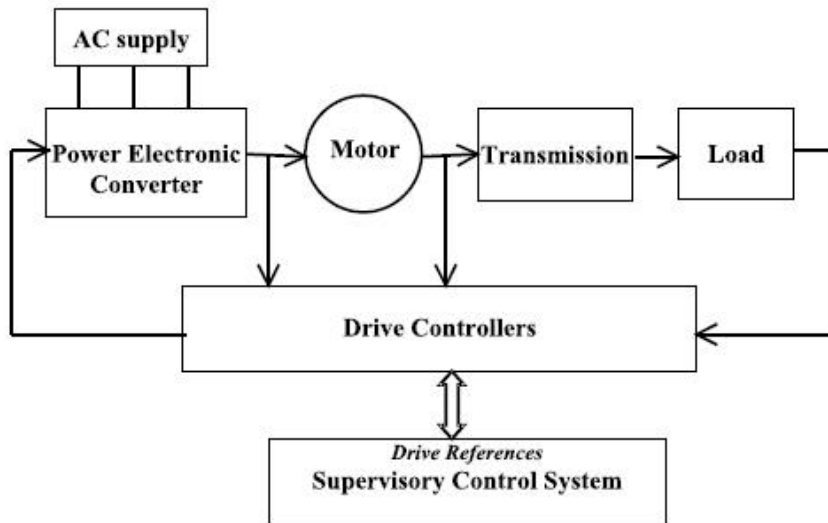 AC supply
Power Electronic
Converter
Motor
Transmission
Load
Drive Controllers
Drive References
Supervisory Control System